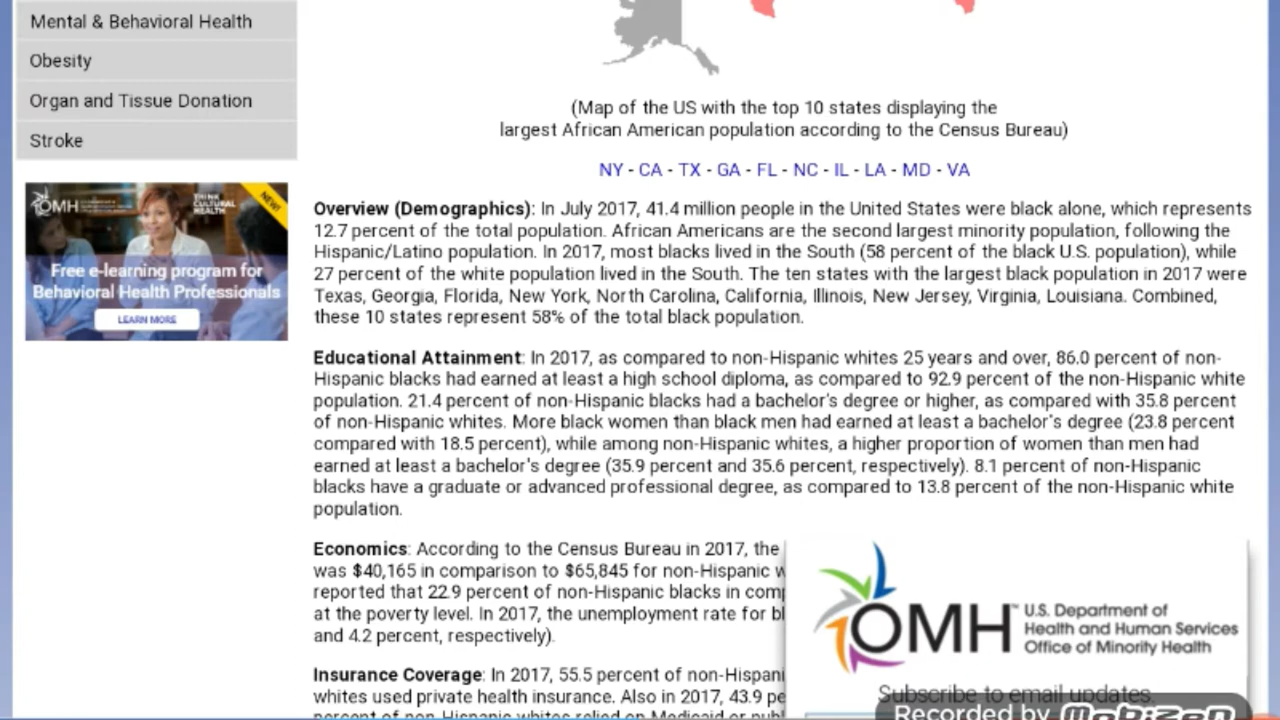 Mental & Behavioral Health
Obesity
Organ and Tissue Donation
Stroke
OMH
THINK
CULTURAL
HEALTH
NEW!
Free e-learning program for
Behavioral Health Professionals
LEARN MORE
(Map of the US with the top 10 states displaying the
largest African American population according to the Census Bureau)
NY - CA - TX - GA - FL - NC - IL - LA - MD - VA
Overview (Demographics): In July 2017, 41.4 million people in the United States were black alone, which represents
12.7 percent of the total population. African Americans are the second largest minority population, following the
Hispanic/Latino population. In 2017, most blacks lived in the South (58 percent of the black U.S. population), while
27 percent of the white population lived in the South. The ten states with the largest black population in 2017 were
Texas, Georgia, Florida, New York, North Carolina, California, Illinois, New Jersey, Virginia, Louisiana. Combined,
these 10 states represent 58% of the total black population.
Educational Attainment: In 2017, as compared to non-Hispanic whites 25 years and over, 86.0 percent of non-
Hispanic blacks had earned at least a high school diploma, as compared to 92.9 percent of the non-Hispanic white
population. 21.4 percent of non-Hispanic blacks had a bachelor's degree or higher, as compared with 35.8 percent
of non-Hispanic whites. More black women than black men had earned at least a bachelor's degree (23.8 percent
compared with 18.5 percent), while among non-Hispanic whites, a higher proportion of women than men had
earned at least a bachelor's degree (35.9 percent and 35.6 percent, respectively). 8.1 percent of non-Hispanic
blacks have a graduate or advanced professional degree, as compared to 13.8 percent of the non-Hispanic white
population.
Economics: According to the Census Bureau in 2017, the
was $40,165 in comparison to $65,845 for non-Hispanic w
reported that 22.9 percent of non-Hispanic blacks in comp
at the poverty level. In 2017, the unemployment rate for bl
and 4.2 percent, respectively).
Insurance Coverage: In 2017, 55.5 percent of non-Hispani
whites used private health insurance. Also in 2017, 43.9 pe
percent of non-Hispanic whites relied on Medicaid or publ
OMH™
U.S. Department of
Health and Human Services
Office of Minority Health
Subscribe to email updates.
Recorded by Mobizen